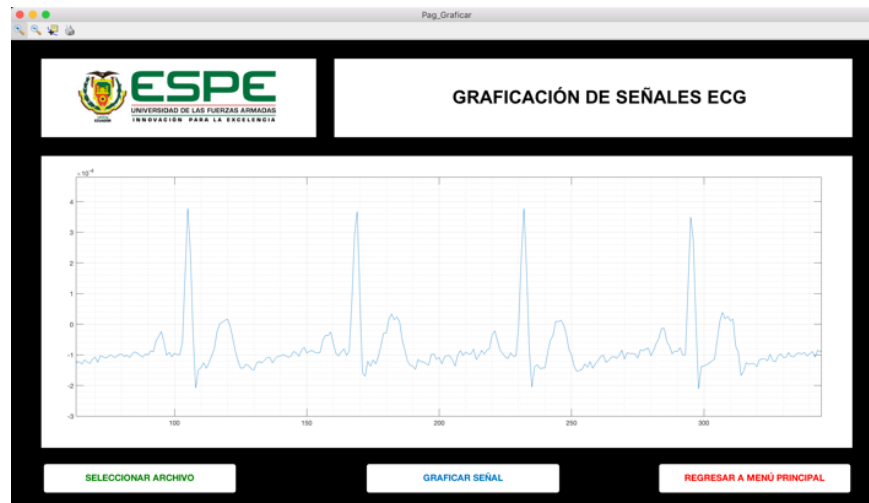 Pag_Graficar
ESPE
UNIVERSIDAD DE LAS FUERZAS ARMADAS
INNOVACIÓN PARA LA EXCELENCIA
GRAFICACIÓN DE SEÑALES ECG
× 10⁻⁴
4
3
2
1
0
-1
-2
-3
100 150 200 250 300
SELECCIONAR ARCHIVO
GRAFICAR SEÑAL
REGRESAR A MENÚ PRINCIPAL